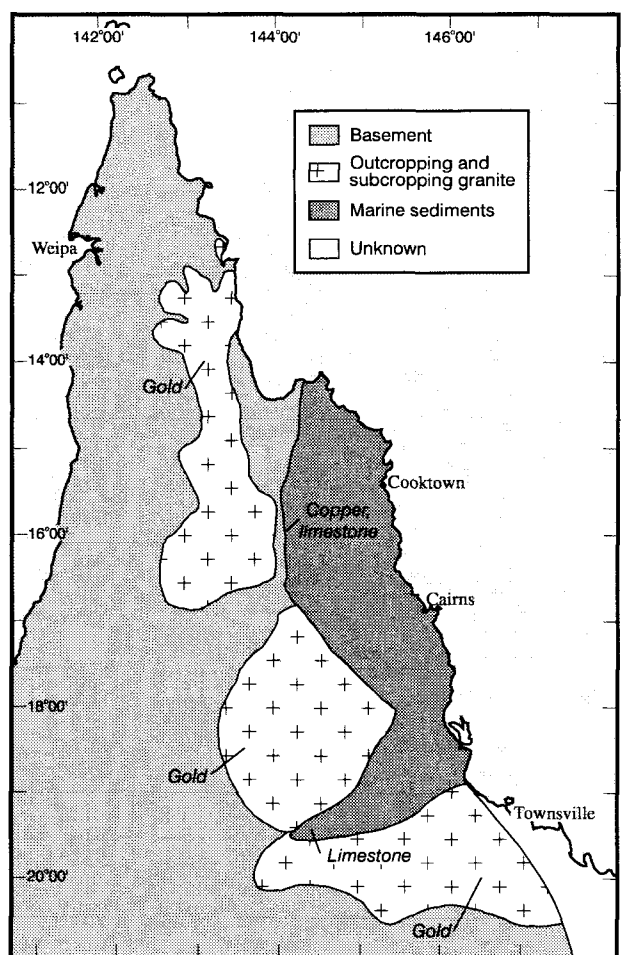 142°00'
144°00'
146°00'
Basement
Outcropping and
subcropping granite
Marine sediments
Unknown
12°00'
Weipa
14°00'
Gold
Cooktown
Copper,
limestone
16°00'
Cairns
18°00'
Gold
Townsville
Limestone
20°00'
Gold